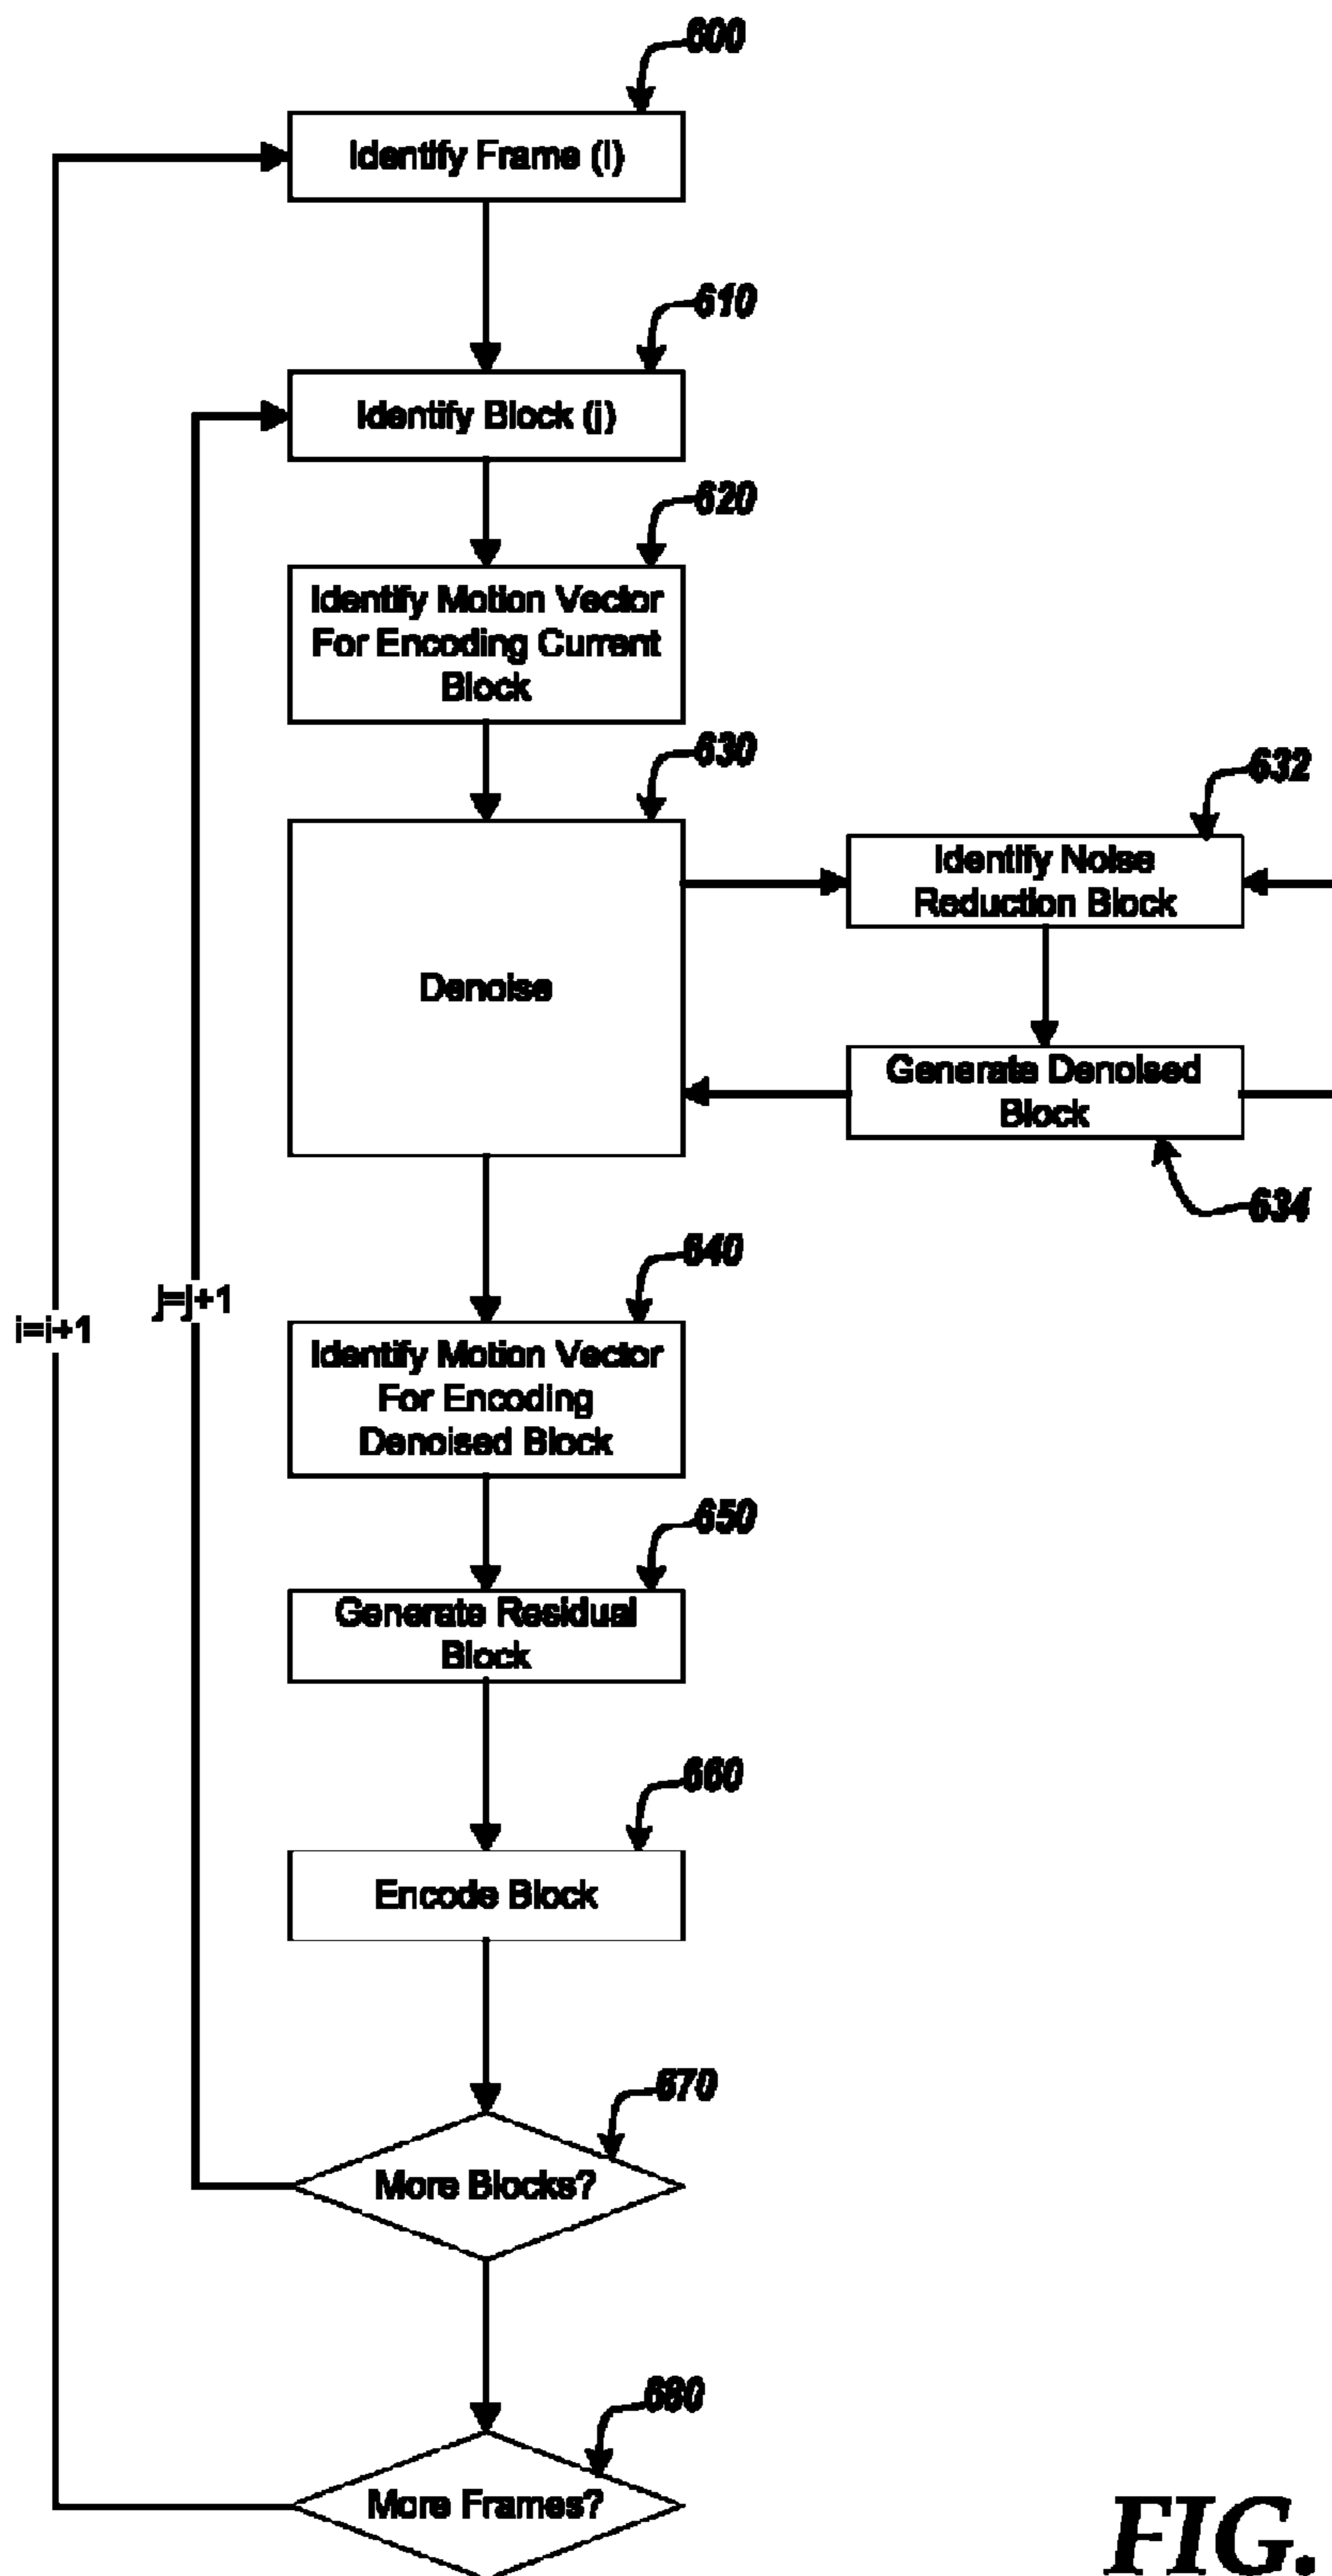 600
Identify Frame (i)
610
Identify Block (j)
620
Identify Motion Vector
For Encoding Current
Block
630
632
Identify Noise
Reduction Block
Denoise
Generate Denoised
Block
634
640
i=i+1
j=j+1
Identify Motion Vector
For Encoding
Denoised Block
650
Generate Residual
Block
660
Encode Block
670
More Blocks?
680
More Frames?
FIG.